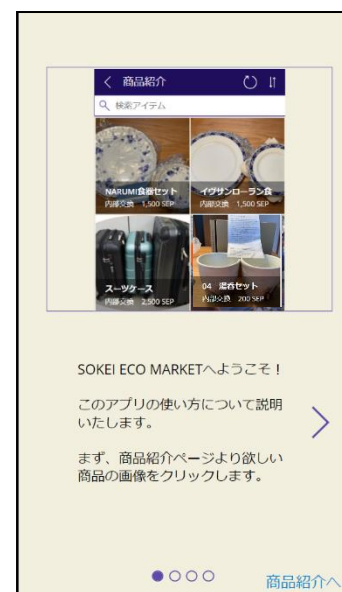 商品紹介
検索アイテム
NARUMI食器セット
内部交換 1,500 SEP
イヴサンローラン食
内部交換 1,500 SEP
スーツケース
内部交換 2,500 SEP
04 湯呑セット
内部交換 200 SEP
SOKEI ECO MARKETへようこそ！
このアプリの使い方について説明
いたします。
まず、商品紹介ページより欲しい
商品の画像をクリックします。
商品紹介へ